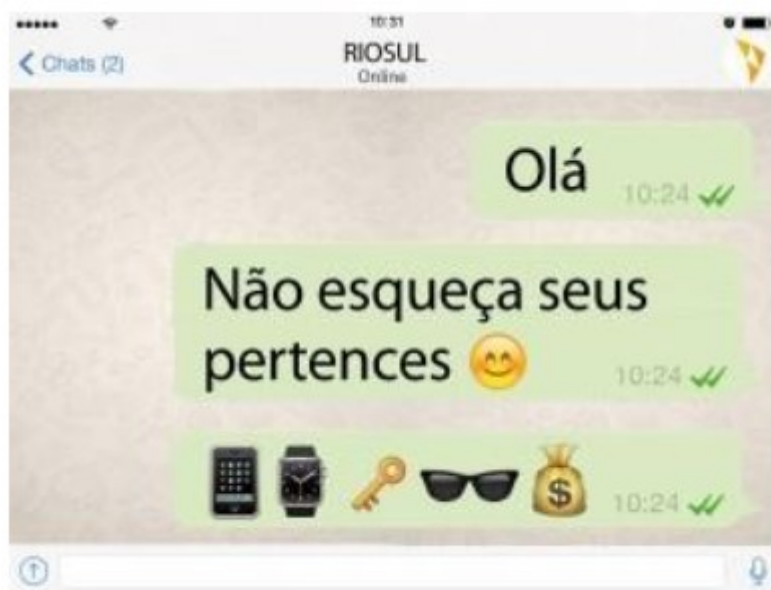 10:31
Chats (2)
RIOSUL
Online
Olá
10:24
Não esqueça seus
pertences 😊
10:24
📱⌚🔑🕶️💰
10:24